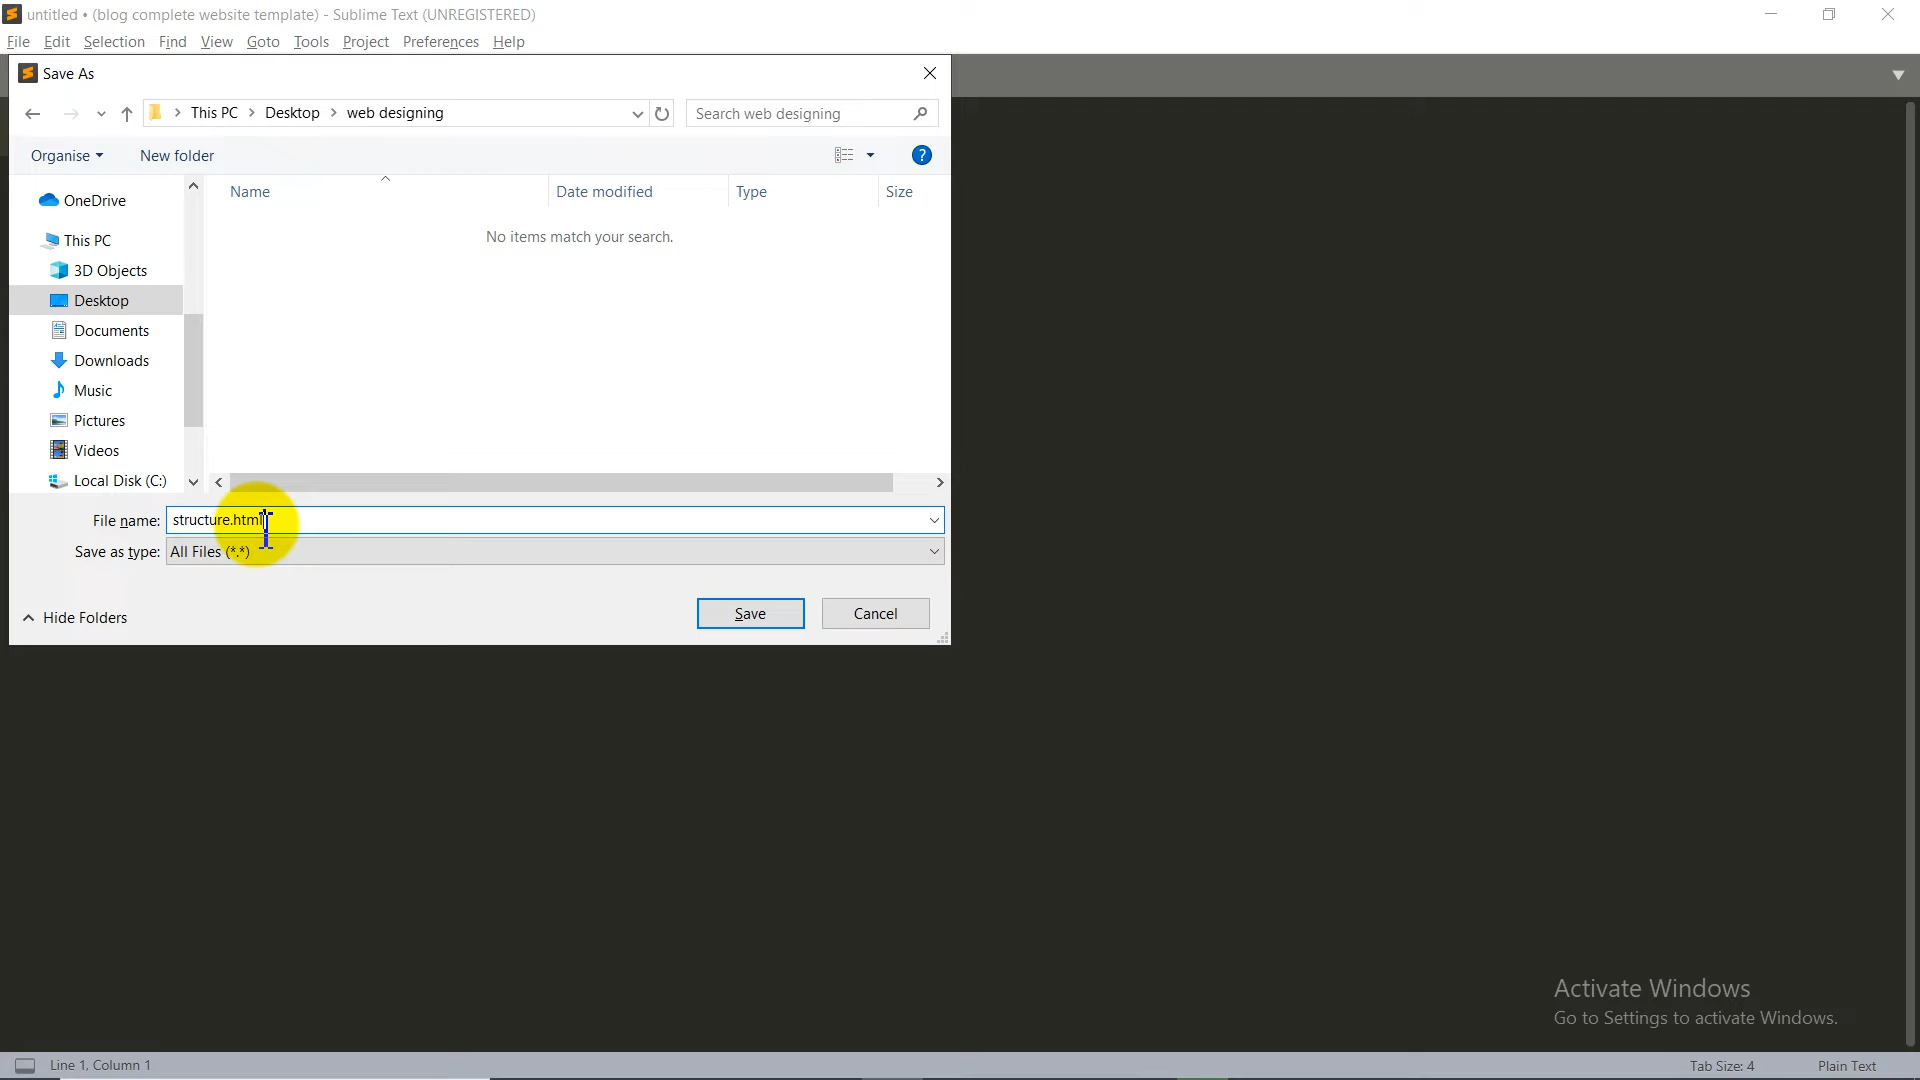 untitled • (blog complete website template) - Sublime Text (UNREGISTERED)
File Edit Selection Find View Goto Tools Project Preferences Help
Save As
This PC > Desktop > web designing
Search web designing
Organise New folder
Name Date modified Type Size
No items match your search.
OneDrive
This PC
3D Objects
Desktop
Documents
Downloads
Music
Pictures
Videos
Local Disk (C:)
File name: structure.html
Save as type: All Files (*.*)
Hide Folders
Save Cancel
Activate Windows
Go to Settings to activate Windows.
Line 1, Column 1 Tab Size: 4 Plain Text